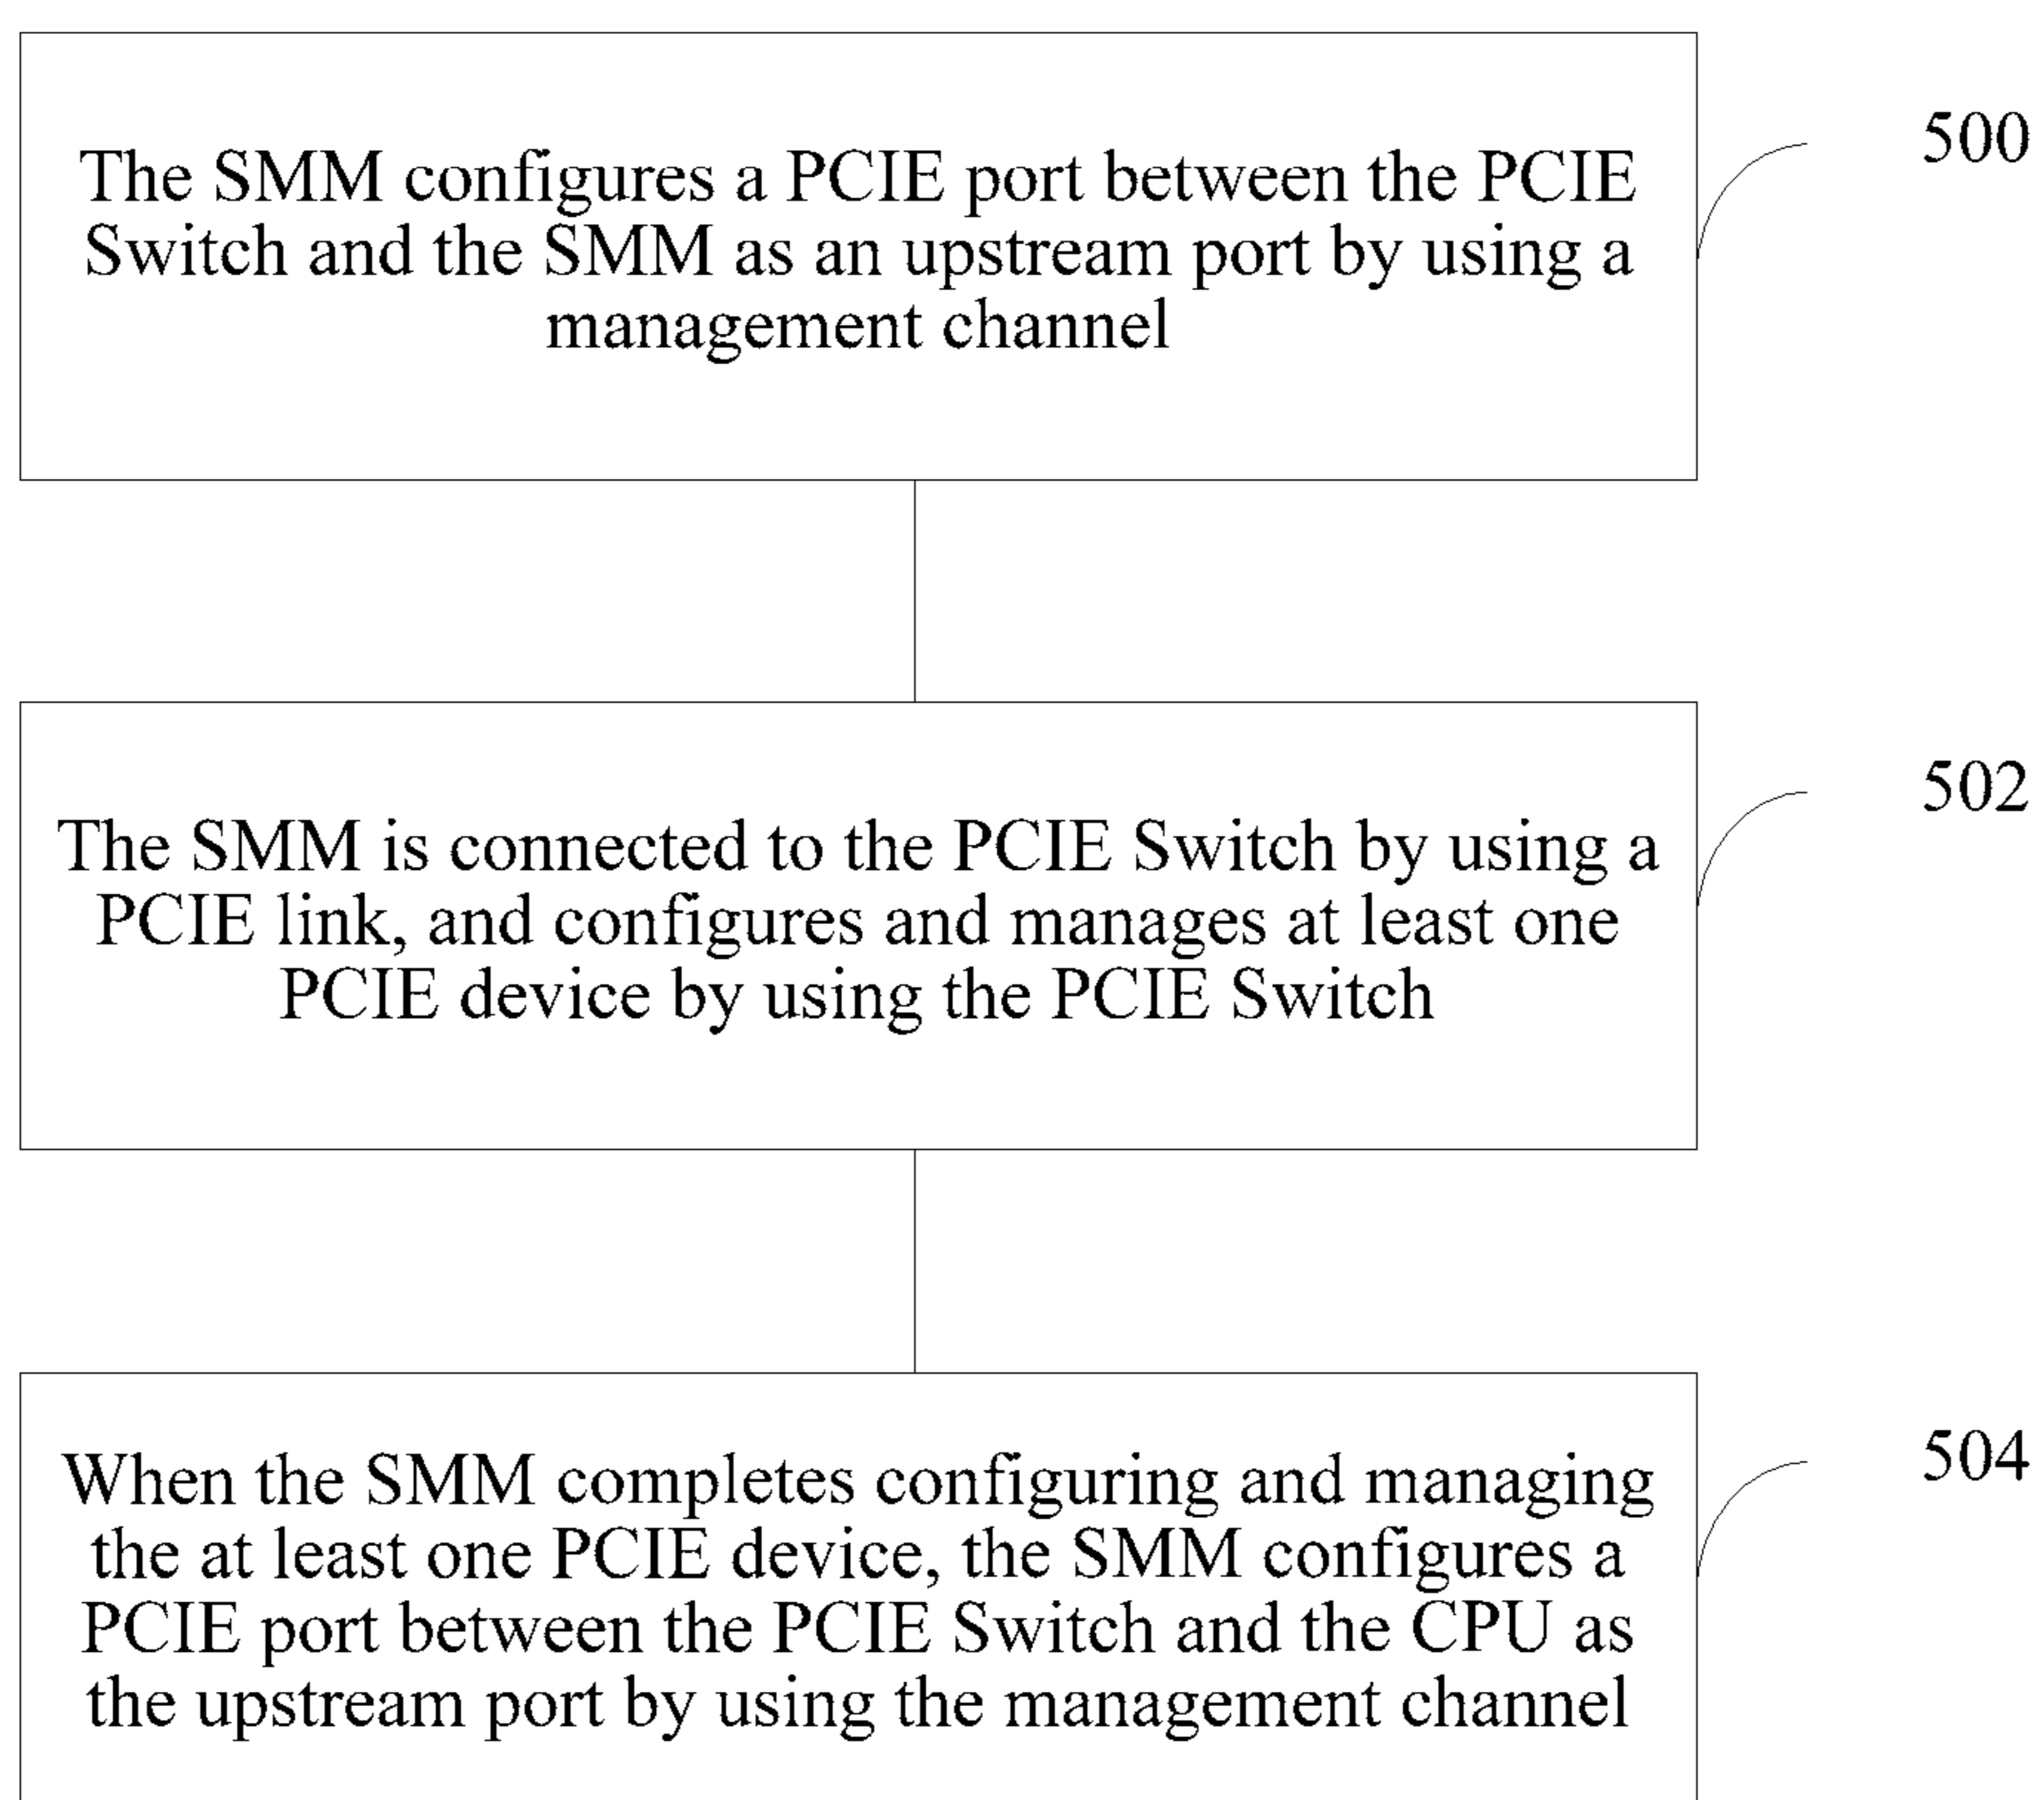 The SMM configures a PCIE port between the PCIE
Switch and the SMM as an upstream port by using a
management channel
500
The SMM is connected to the PCIE Switch by using a
PCIE link, and configures and manages at least one
PCIE device by using the PCIE Switch
502
When the SMM completes configuring and managing
the at least one PCIE device, the SMM configures a
PCIE port between the PCIE Switch and the CPU as
the upstream port by using the management channel
504